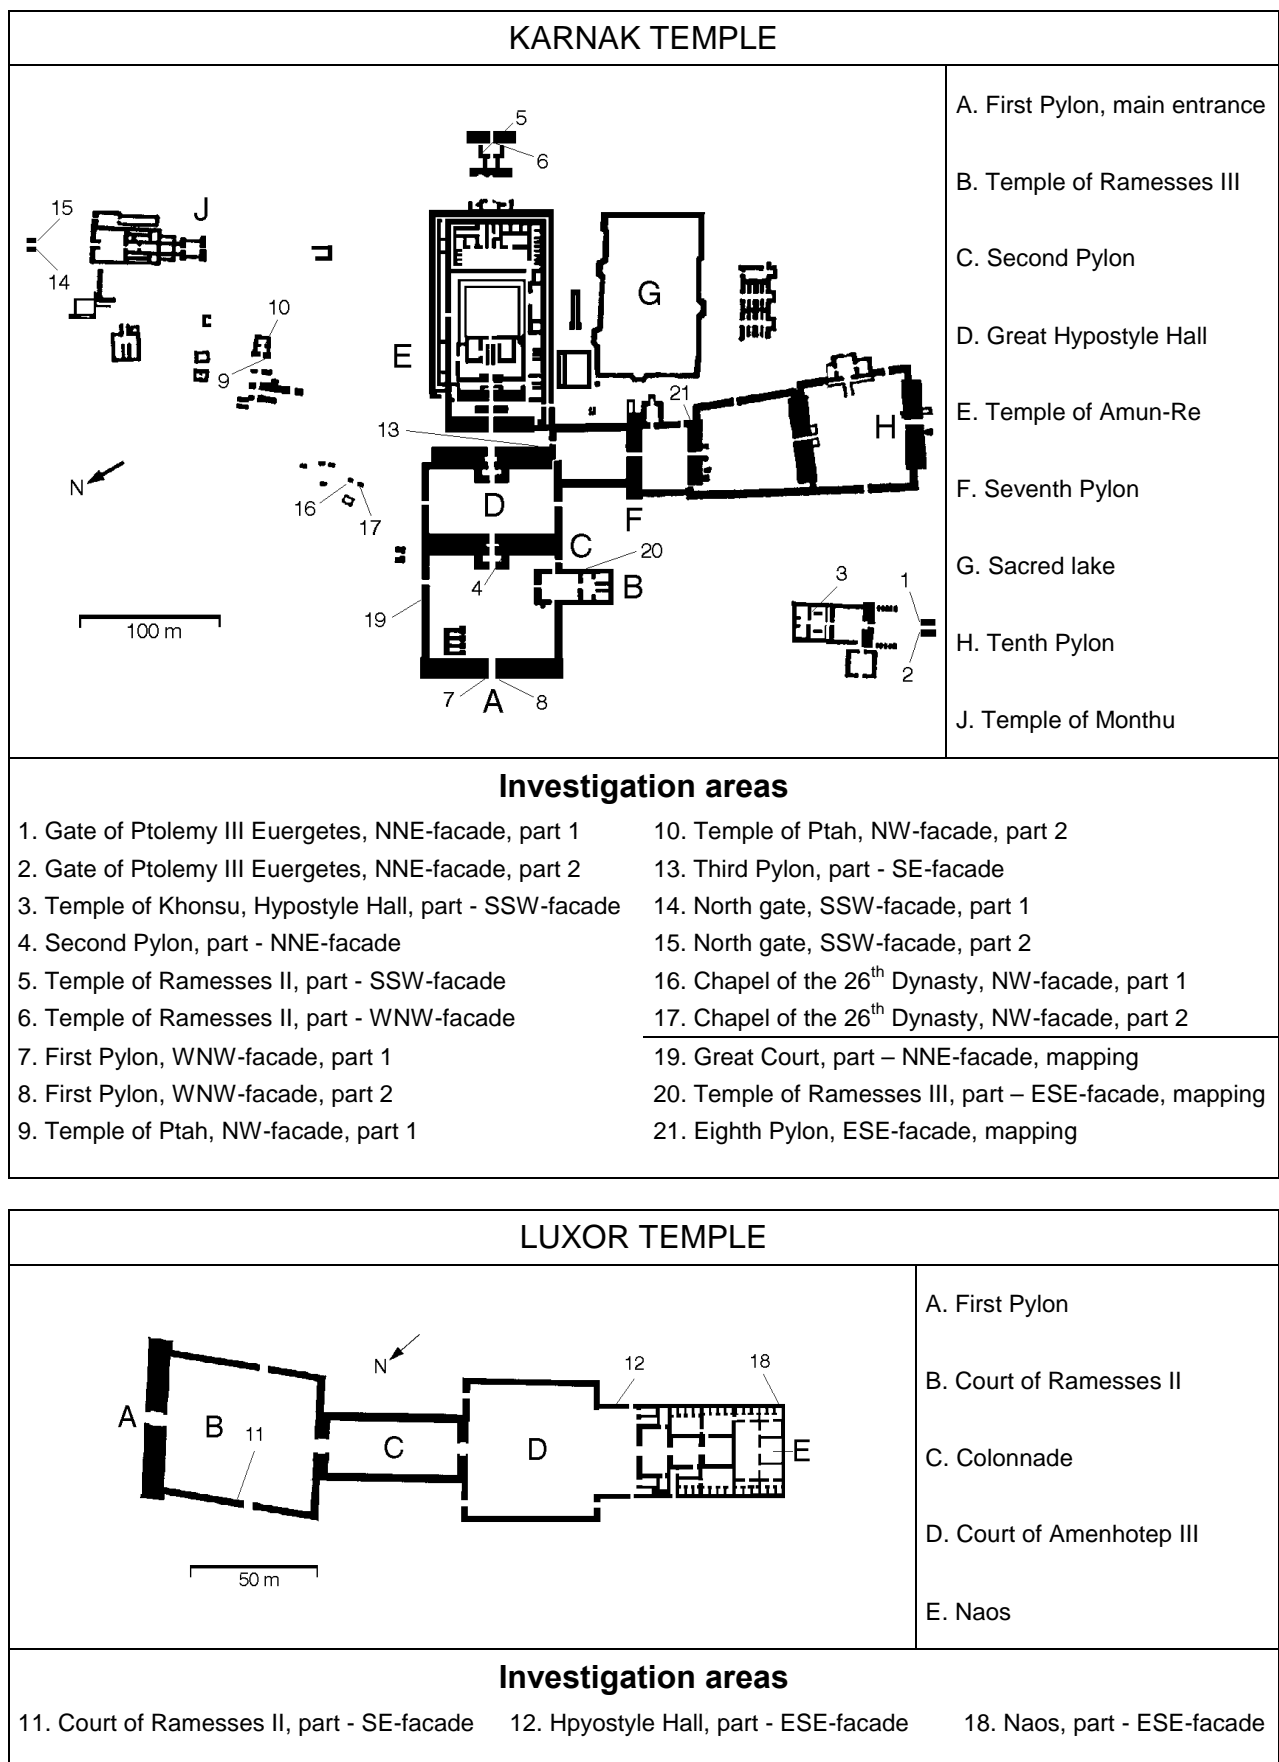 KARNAK TEMPLE
5
6
15
J
14
10
G
9
E
21
13
H
N
D
16
17
F
C
20
4
B
3
1
19
100 m
2
7
A
8
A. First Pylon, main entrance
B. Temple of Ramesses III
C. Second Pylon
D. Great Hypostyle Hall
E. Temple of Amun-Re
F. Seventh Pylon
G. Sacred lake
H. Tenth Pylon
J. Temple of Monthu
Investigation areas
1. Gate of Ptolemy III Euergetes, NNE-facade, part 1
2. Gate of Ptolemy III Euergetes, NNE-facade, part 2
3. Temple of Khonsu, Hypostyle Hall, part - SSW-facade
4. Second Pylon, part - NNE-facade
5. Temple of Ramesses II, part - SSW-facade
6. Temple of Ramesses II, part - WNW-facade
7. First Pylon, WNW-facade, part 1
8. First Pylon, WNW-facade, part 2
9. Temple of Ptah, NW-facade, part 1
10. Temple of Ptah, NW-facade, part 2
13. Third Pylon, part - SE-facade
14. North gate, SSW-facade, part 1
15. North gate, SSW-facade, part 2
16. Chapel of the 26th Dynasty, NW-facade, part 1
17. Chapel of the 26th Dynasty, NW-facade, part 2
19. Great Court, part – NNE-facade, mapping
20. Temple of Ramesses III, part – ESE-facade, mapping
21. Eighth Pylon, ESE-facade, mapping
LUXOR TEMPLE
N
12
18
A
B
11
C
D
E
50 m
A. First Pylon
B. Court of Ramesses II
C. Colonnade
D. Court of Amenhotep III
E. Naos
Investigation areas
11. Court of Ramesses II, part - SE-facade 12. Hpyostyle Hall, part - ESE-facade 18. Naos, part - ESE-facade